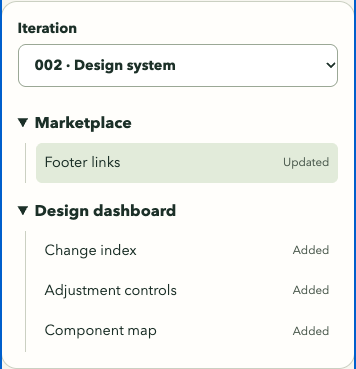 Iteration
002 · Design system
Marketplace
Footer links Updated
Design dashboard
Change index Added
Adjustment controls Added
Component map Added